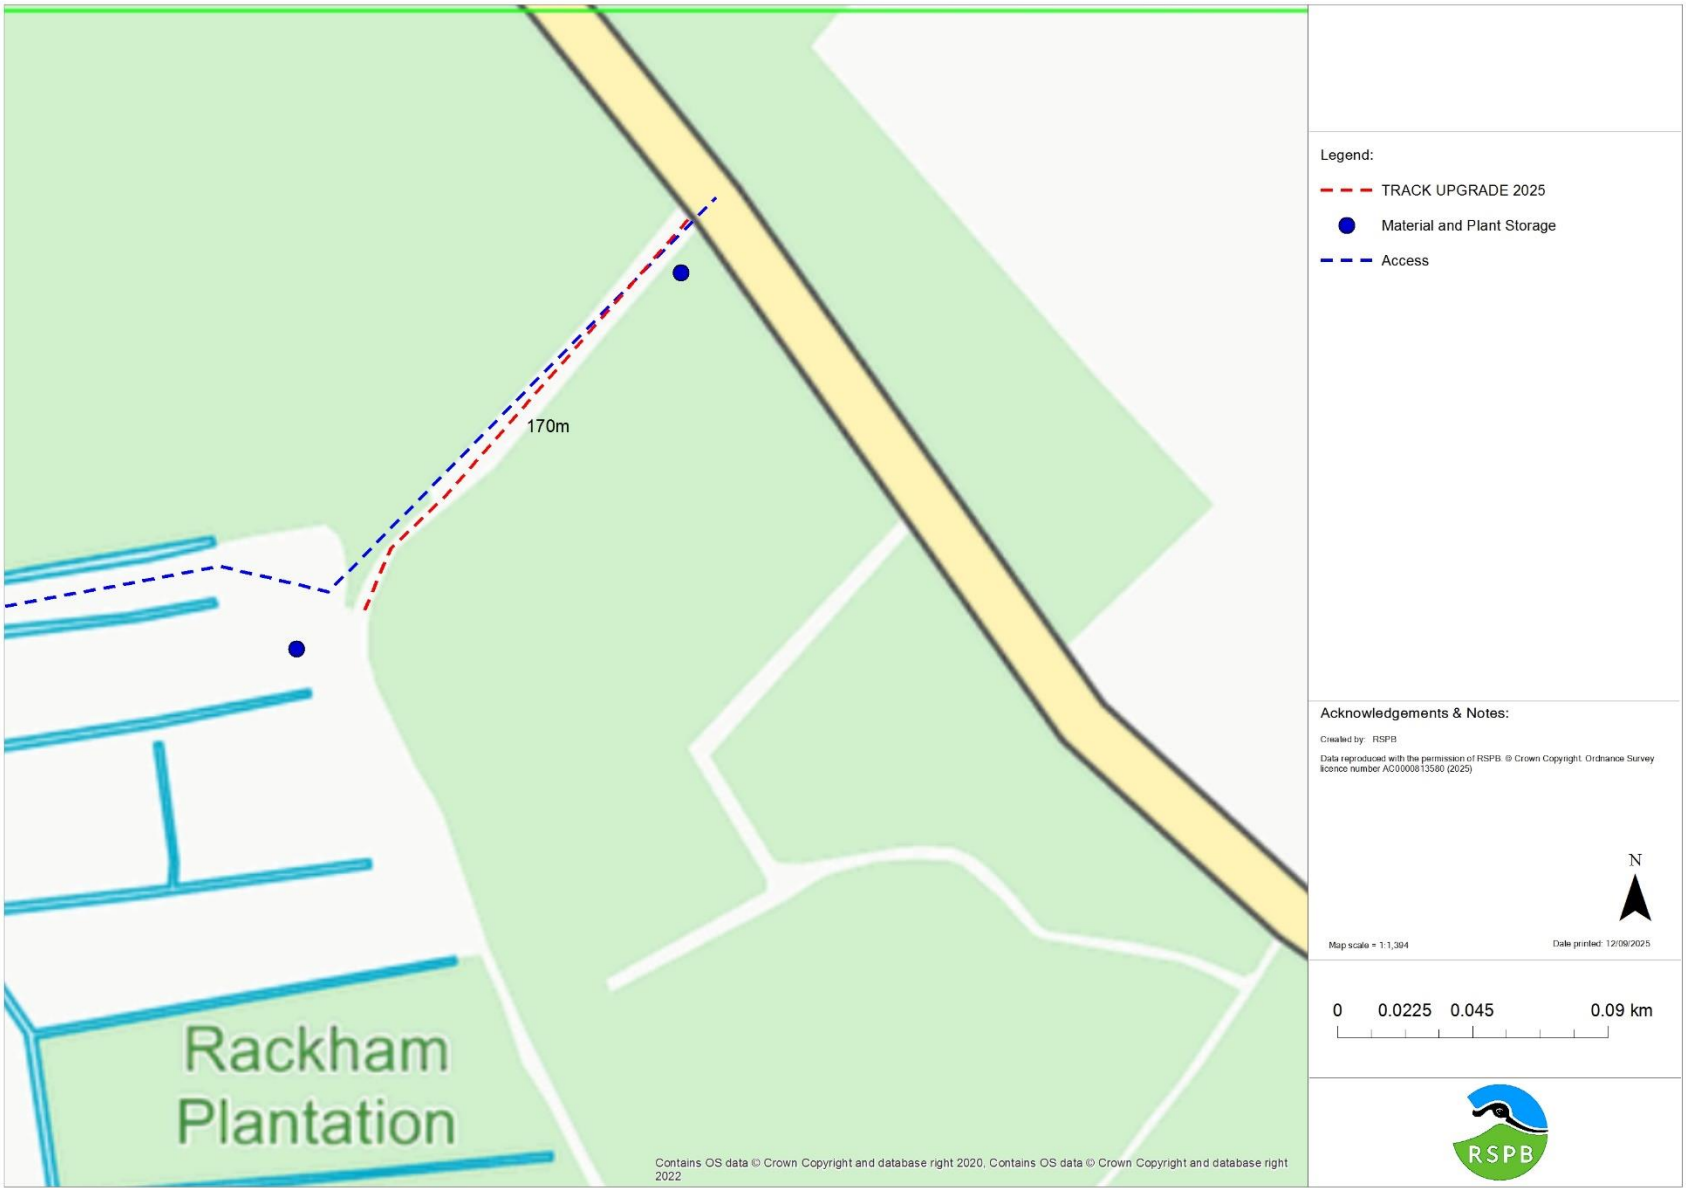 170m
Rackham
Plantation
Contains OS data © Crown Copyright and database right 2020, Contains OS data © Crown Copyright and database right
2022
Legend:
TRACK UPGRADE 2025
Material and Plant Storage
Access
Acknowledgements & Notes:
Created by: RSPB
Data reproduced with the permission of RSPB. © Crown Copyright. Ordnance Survey
licence number AC0000813580 (2025)
N
Map scale = 1:1,394
Date printed: 12/09/2025
0 0.0225 0.045 0.09 km
RSPB